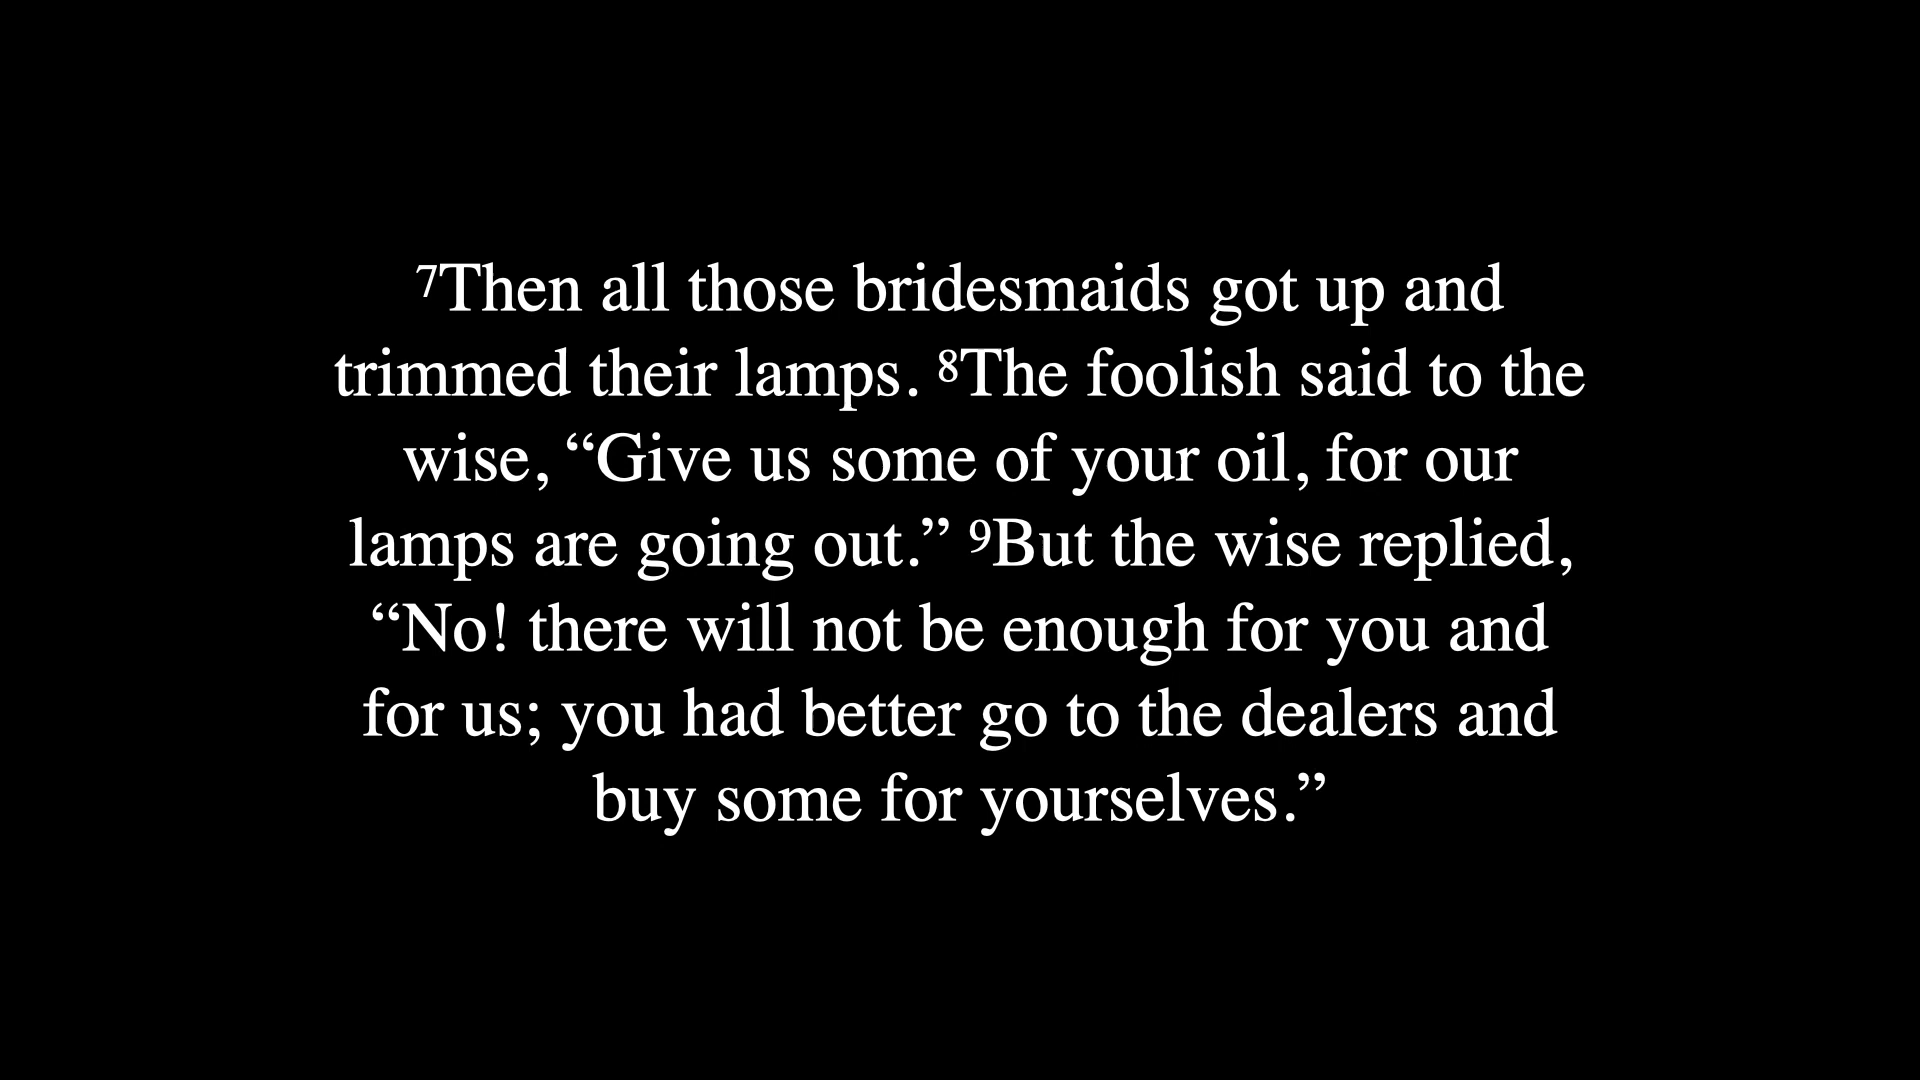 ⁷Then all those bridesmaids got up and
trimmed their lamps. ⁸The foolish said to the
wise, “Give us some of your oil, for our
lamps are going out.” ⁹But the wise replied,
“No! there will not be enough for you and
for us; you had better go to the dealers and
buy some for yourselves.”